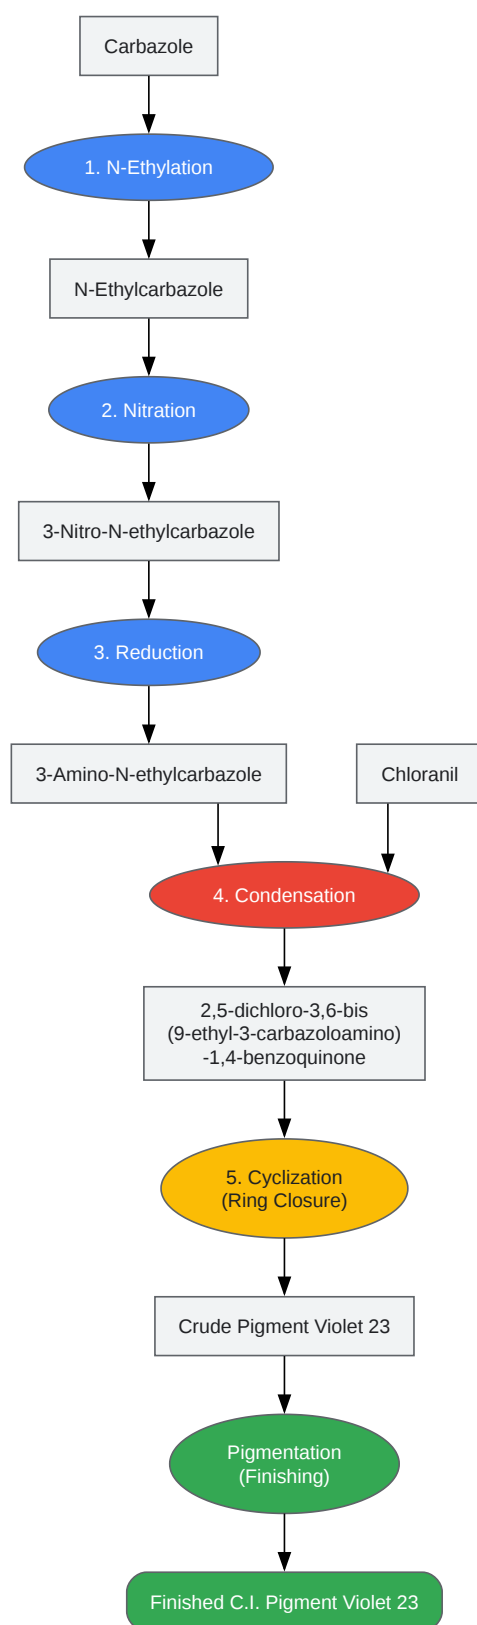 Carbazole
1. N-Ethylation
N-Ethylcarbazole
2. Nitration
3-Nitro-N-ethylcarbazole
3. Reduction
3-Amino-N-ethylcarbazole
Chloranil
4. Condensation
2,5-dichloro-3,6-bis
(9-ethyl-3-carbazoloamino)
-1,4-benzoquinone
5. Cyclization
(Ring Closure)
Crude Pigment Violet 23
Pigmentation
(Finishing)
Finished C.I. Pigment Violet 23